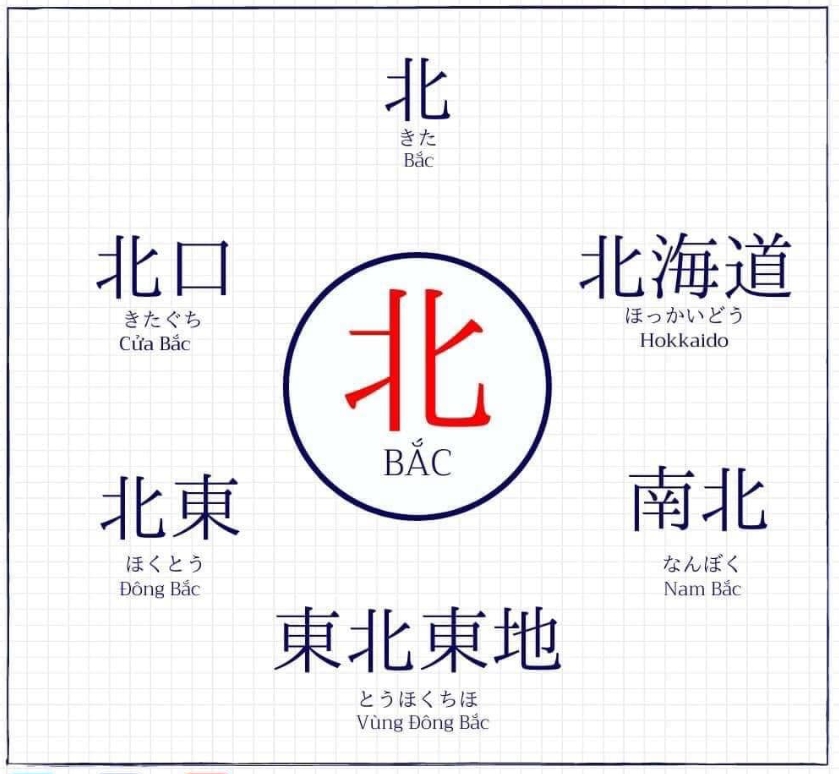 北
きた
Bắc
北口
きたぐち
Cửa Bắc
北海道
ほっかいどう
Hokkaido
北
BẮC
北東
ほくとう
Đông Bắc
南北
なんぼく
Nam Bắc
東北東地
とうほくちほ
Vùng Đông Bắc